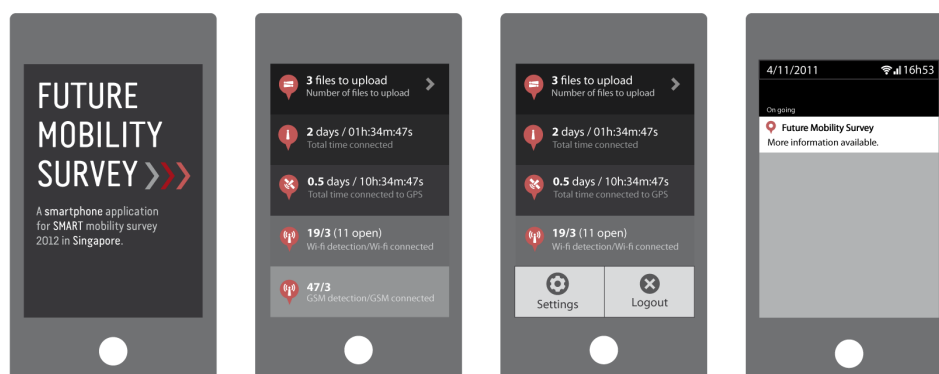 FUTURE
MOBILITY
SURVEY
A smartphone application
for SMART mobility survey
2012 in Singapore.
3 files to upload
Number of files to upload
2 days / 01h:34m:47s
Total time connected
0.5 days / 10h:34m:47s
Total time connected to GPS
19/3 (11 open)
Wi-fi detection/Wi-fi connected
47/3
GSM detection/GSM connected
3 files to upload
Number of files to upload
2 days / 01h:34m:47s
Total time connected
0.5 days / 10h:34m:47s
Total time connected to GPS
19/3 (11 open)
Wi-fi detection/Wi-fi connected
Settings
Logout
4/11/2011 16h53
On going
Future Mobility Survey
More information available.